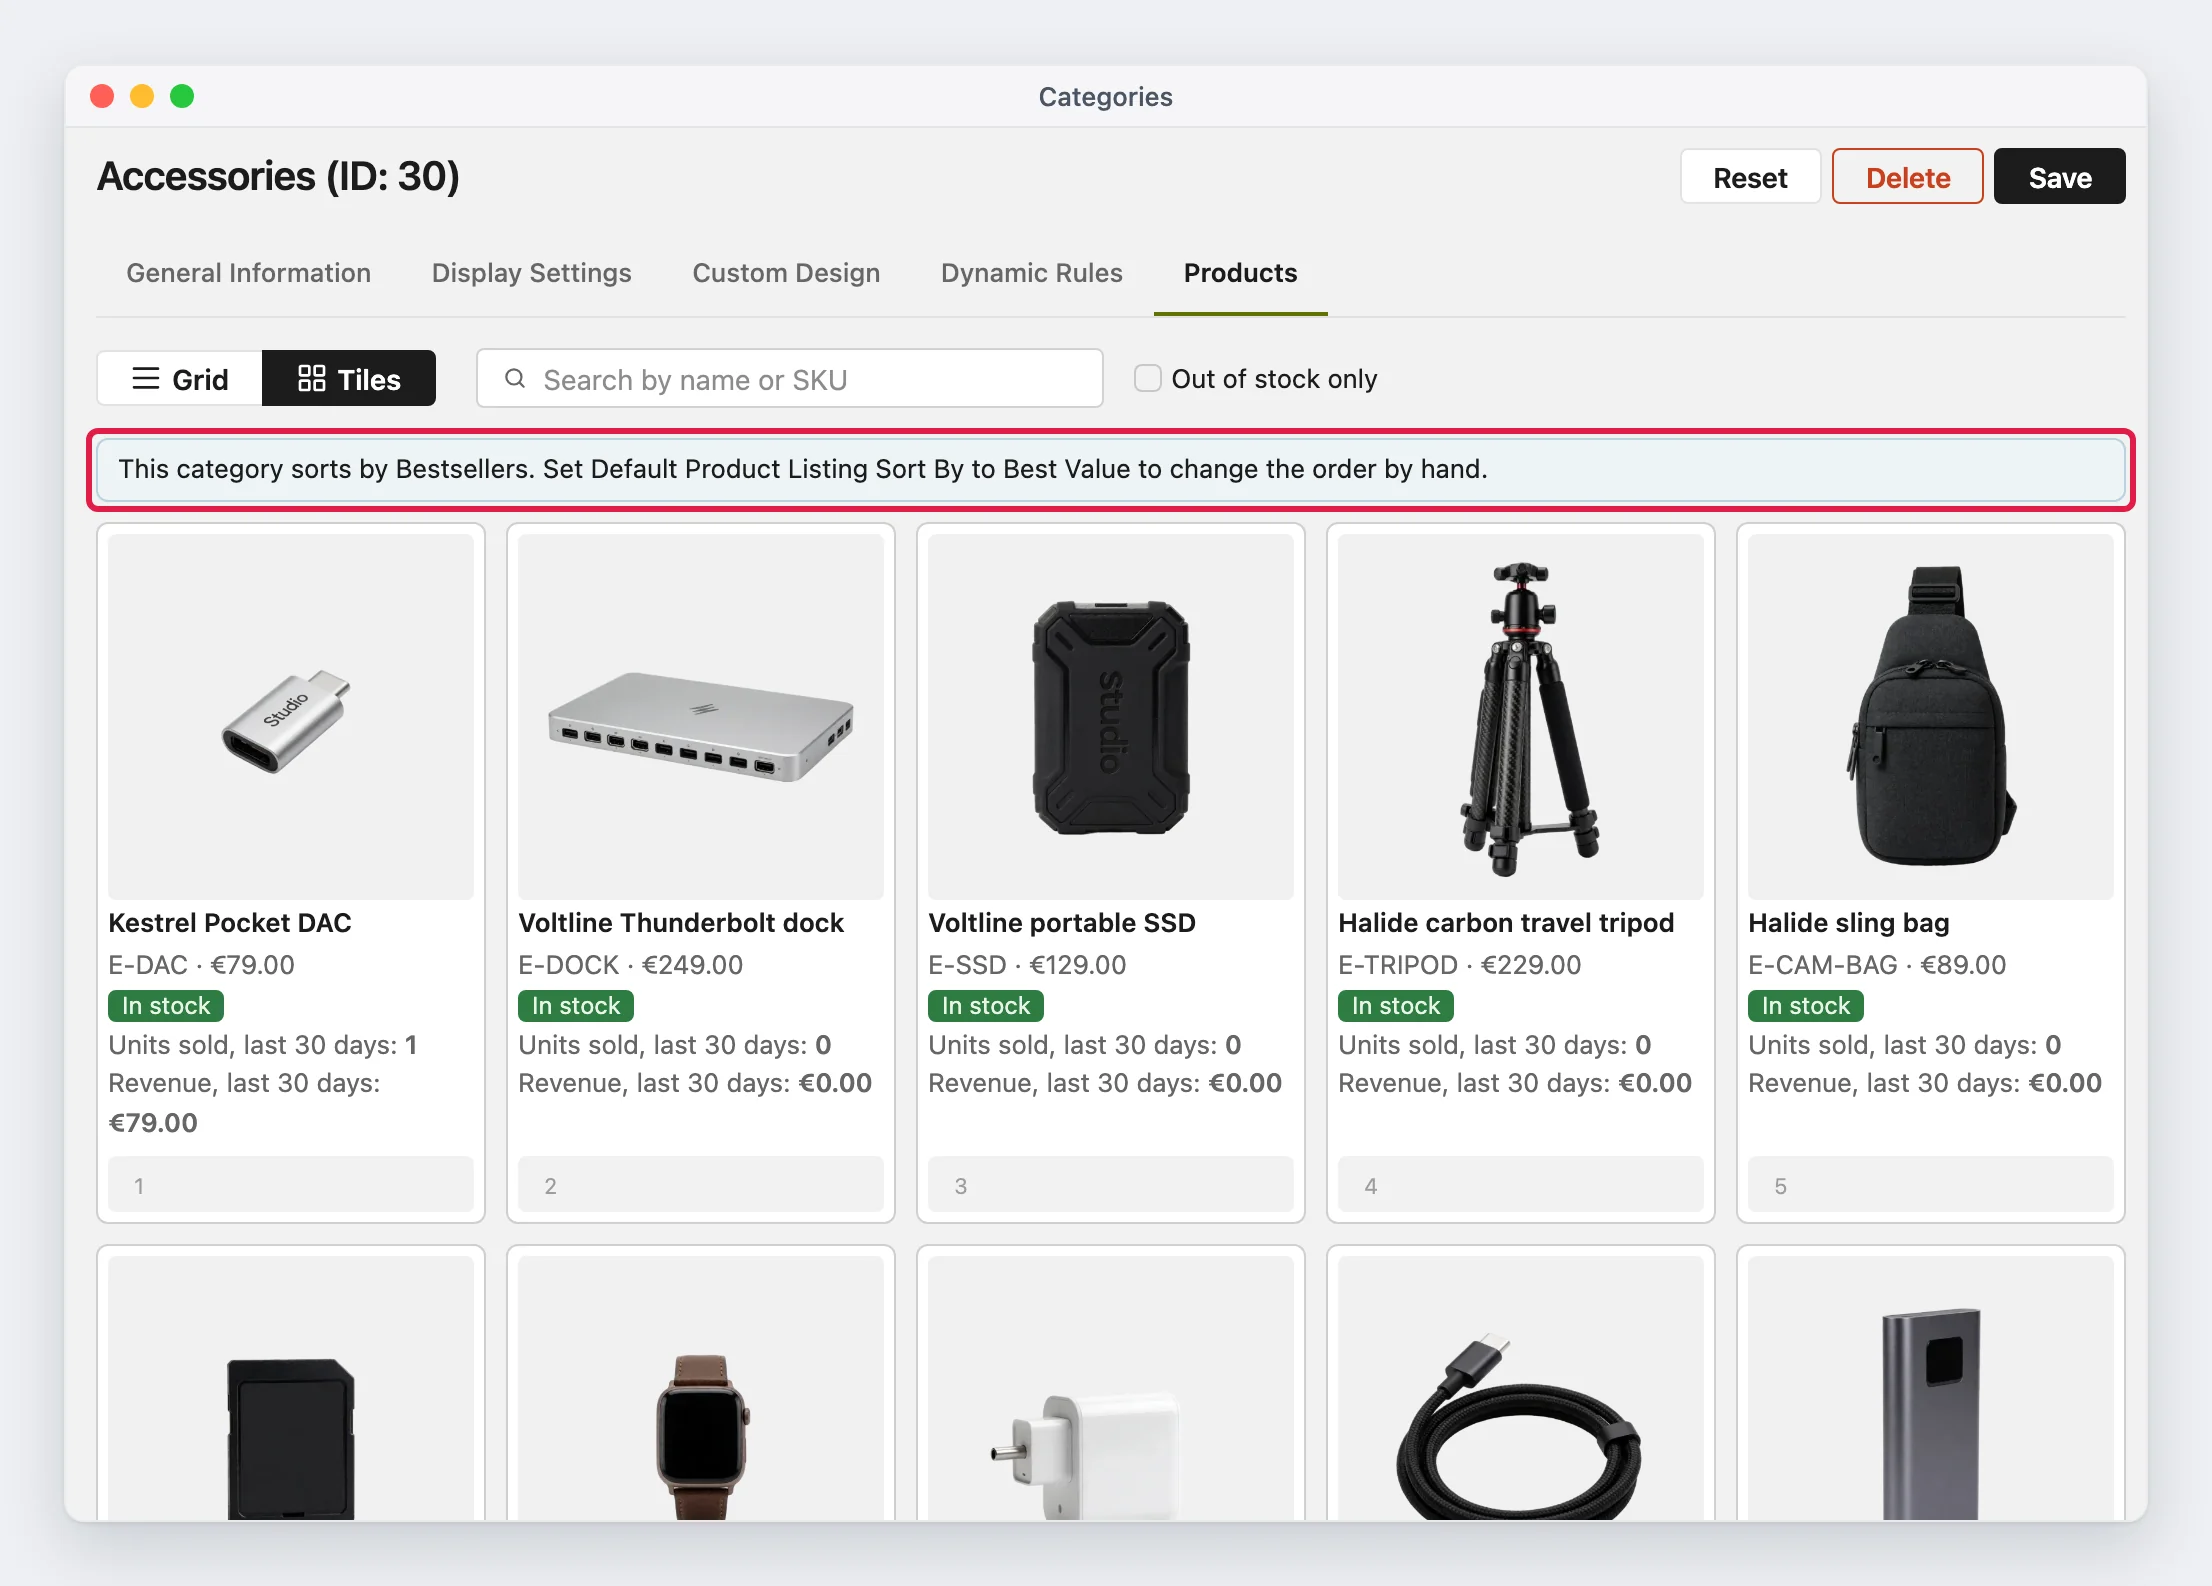 Categories
Accessories (ID: 30)
Reset
Delete
Save
General Information
Display Settings
Custom Design
Dynamic Rules
Products
Grid
Tiles
Search by name or SKU
Out of stock only
This category sorts by Bestsellers. Set Default Product Listing Sort By to Best Value to change the order by hand.
Studio
Studio
Kestrel Pocket DAC
E-DAC · €79.00
In stock
Units sold, last 30 days: 1
Revenue, last 30 days:
€79.00
1
Voltline Thunderbolt dock
E-DOCK · €249.00
In stock
Units sold, last 30 days: 0
Revenue, last 30 days: €0.00
2
Voltline portable SSD
E-SSD · €129.00
In stock
Units sold, last 30 days: 0
Revenue, last 30 days: €0.00
3
Halide carbon travel tripod
E-TRIPOD · €229.00
In stock
Units sold, last 30 days: 0
Revenue, last 30 days: €0.00
4
Halide sling bag
E-CAM-BAG · €89.00
In stock
Units sold, last 30 days: 0
Revenue, last 30 days: €0.00
5